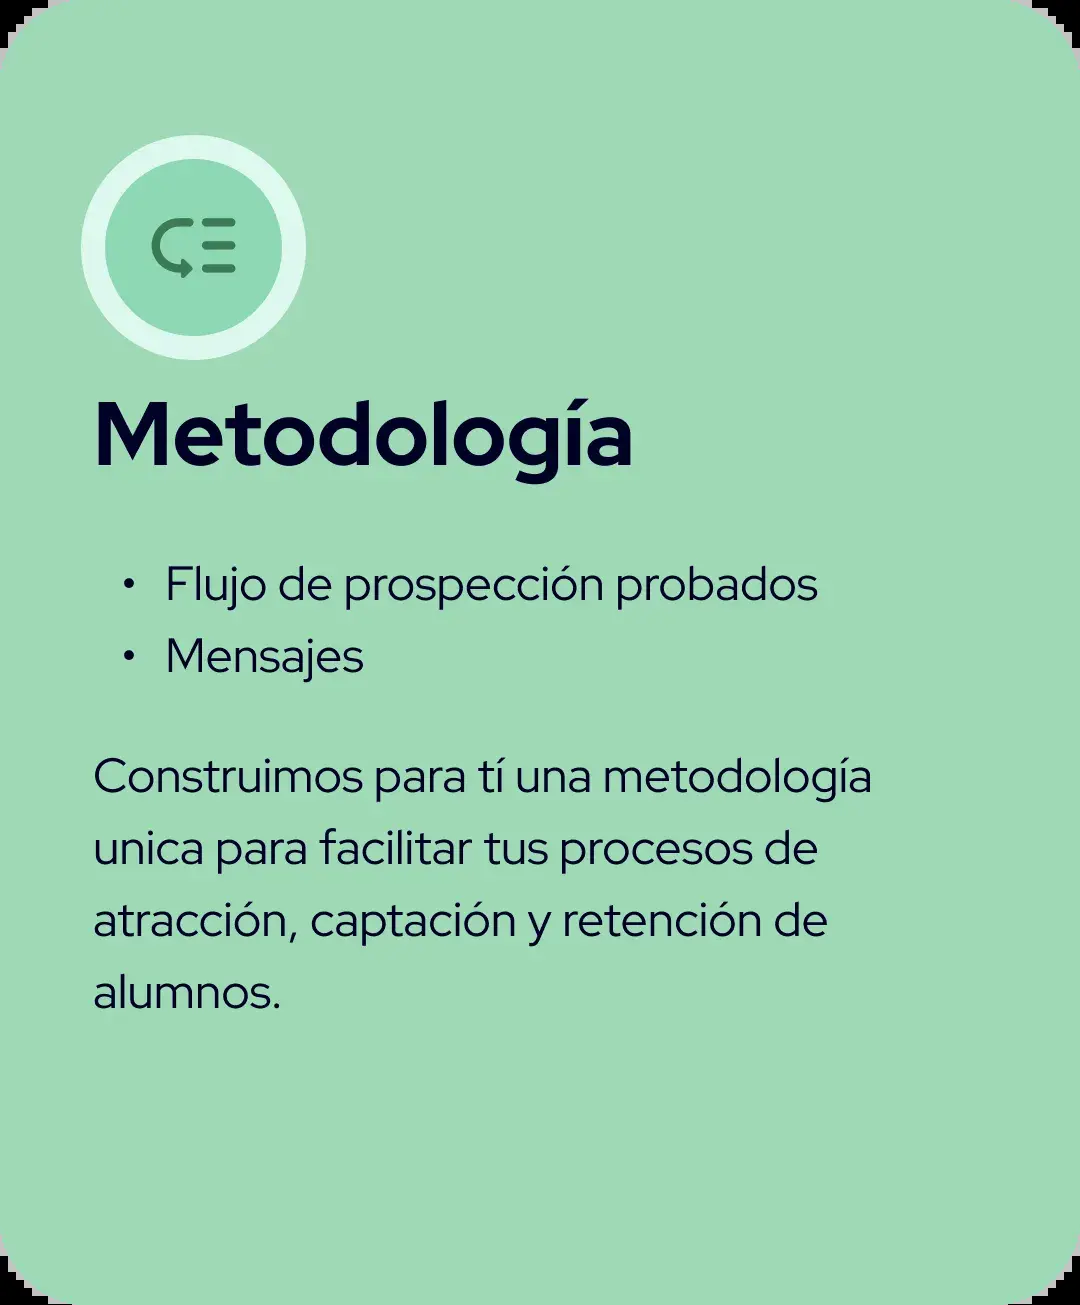 Metodología
• Flujo de prospección probados
• Mensajes
Construimos para tí una metodología
unica para facilitar tus procesos de
atracción, captación y retención de
alumnos.